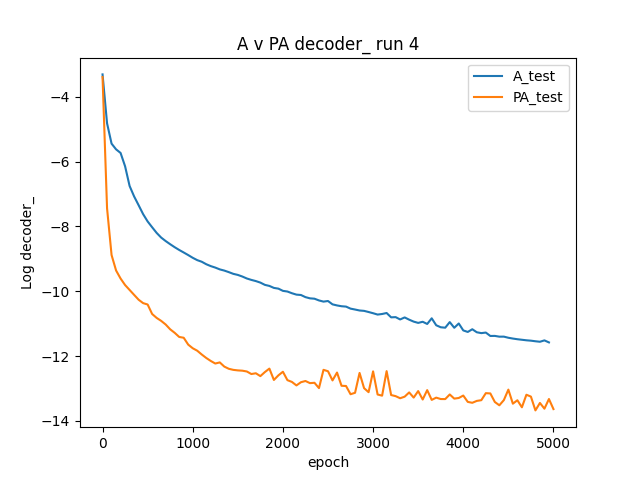 A v PA decoder_ run 4
A_test
PA_test
Log decoder_
−4
−6
−8
−10
−12
−14
0
1000
2000
3000
4000
5000
epoch